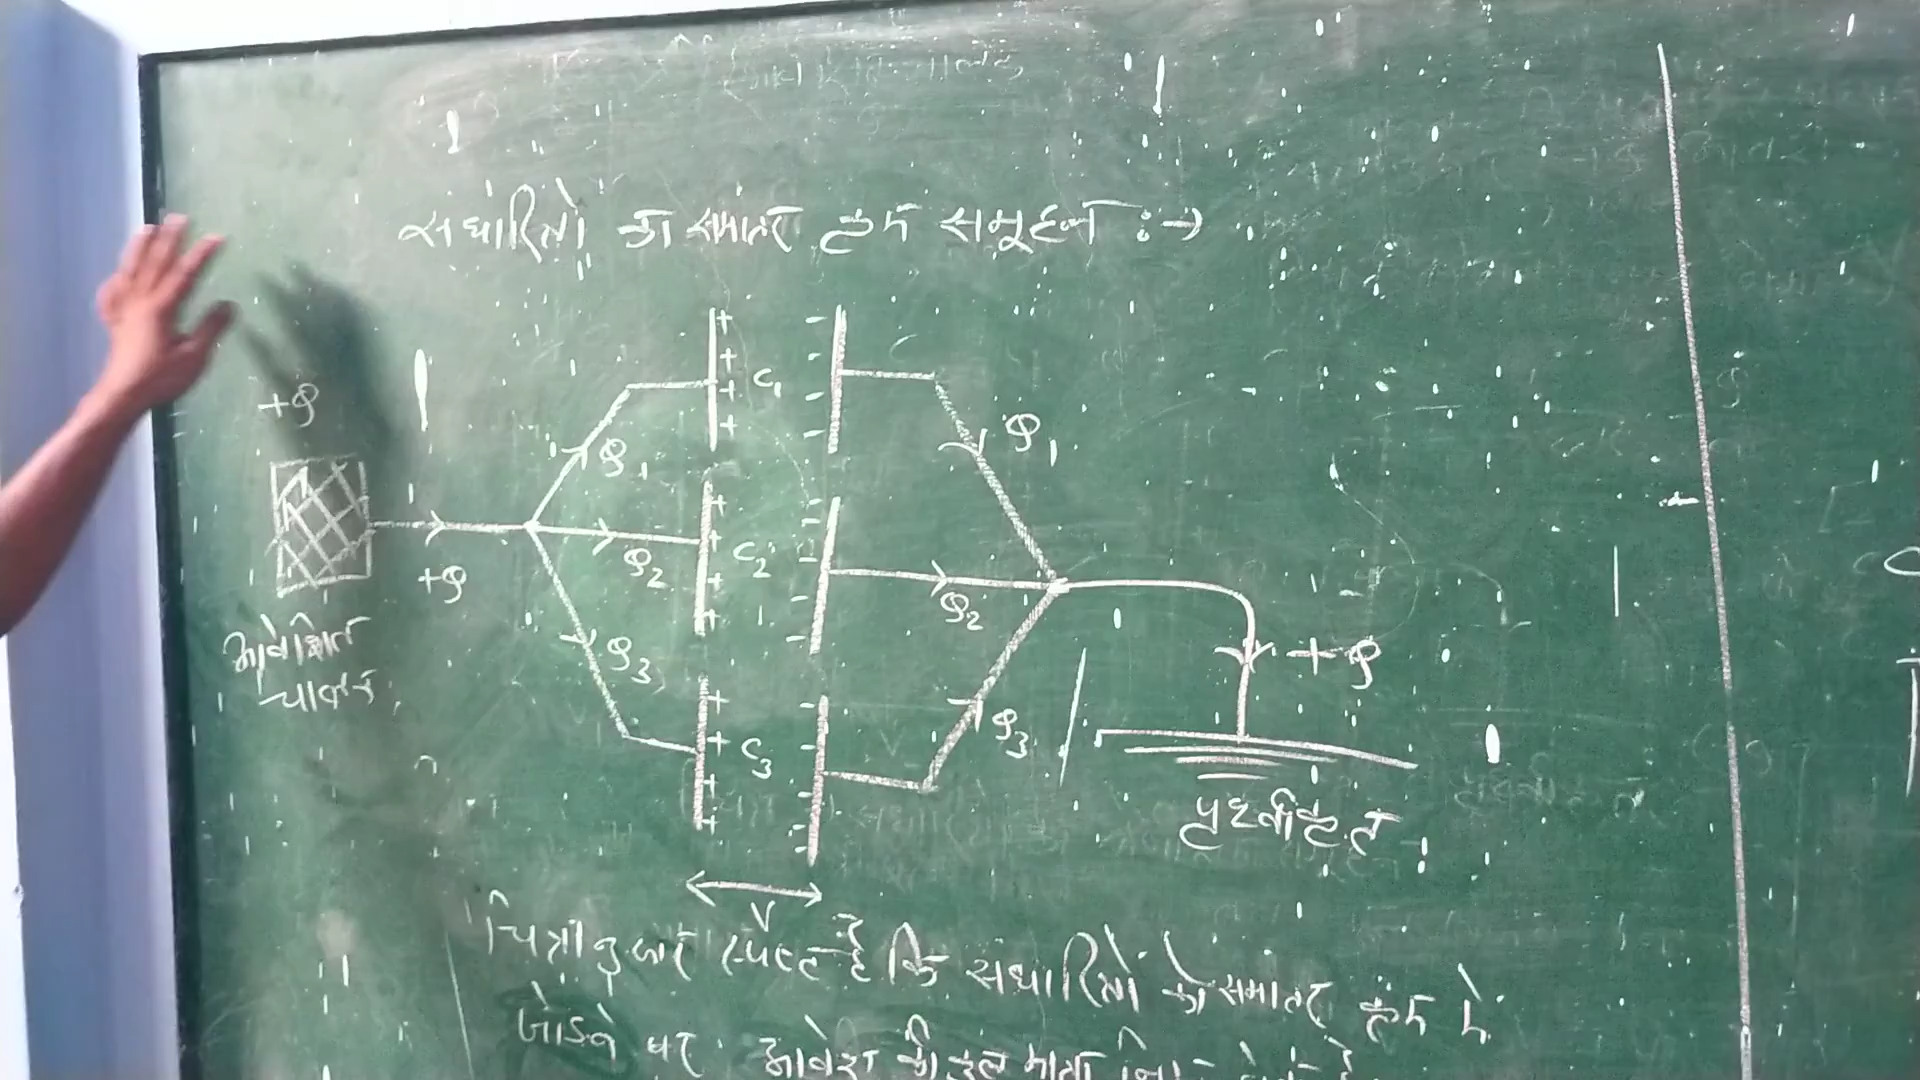 संधारित्रो का समांतर क्रम समूहन :→
+Q
C₁
Q₁
Q₁
+Q
Q₂
C₂
Q₂
आवेशित
चालक
Q₃
C₃
Q₃
+Q
पृथ्वीकृत
V
चित्रानुसार स्पष्ट है कि संधारित्रों को समांतर क्रम में
जोडने पर आवेश की कुल मात्रा